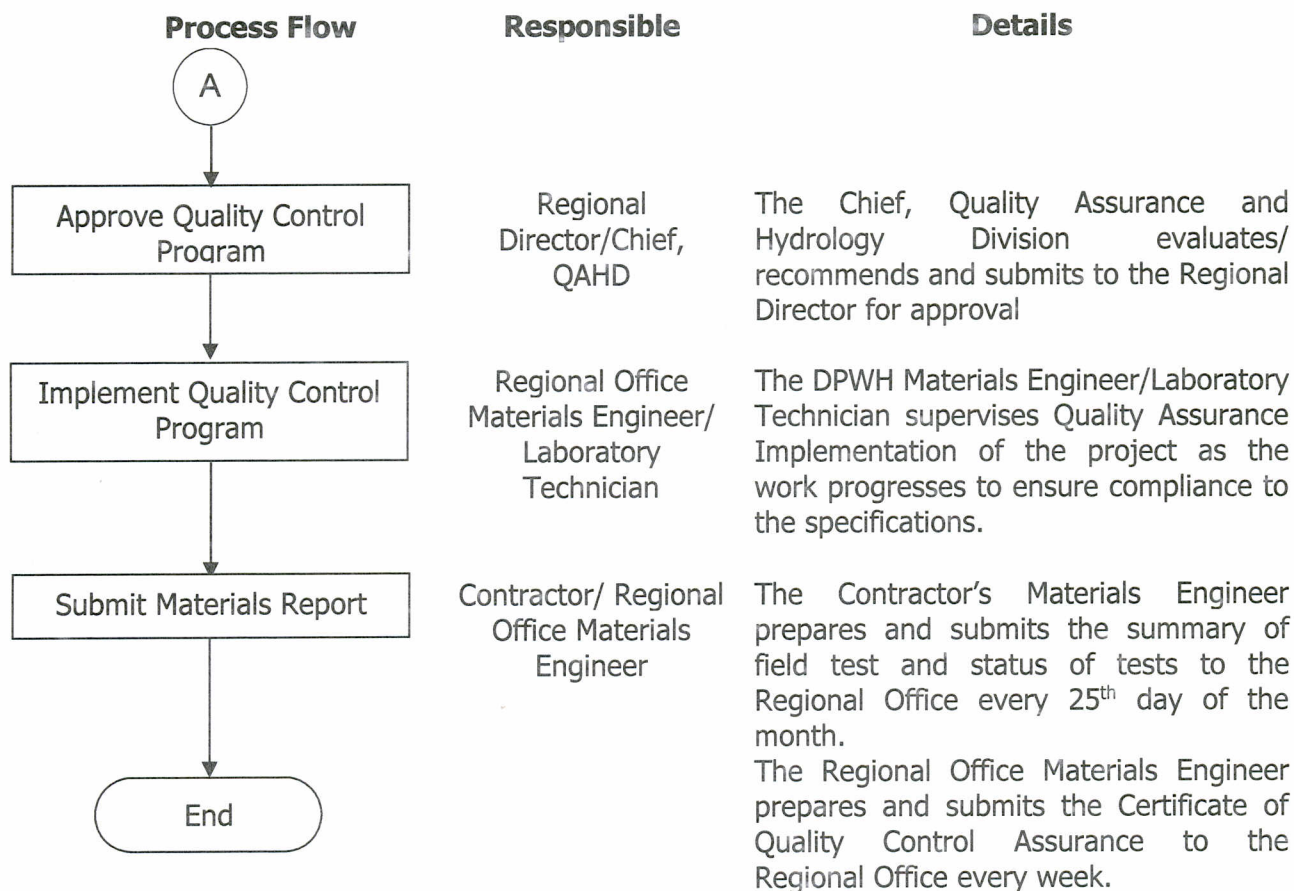 Process Flow Responsible Details
A
Approve Quality Control
Program
Regional
Director/Chief,
QAHD
The Chief, Quality Assurance and
Hydrology Division evaluates/
recommends and submits to the Regional
Director for approval
Implement Quality Control
Program
Regional Office
Materials Engineer/
Laboratory
Technician
The DPWH Materials Engineer/Laboratory
Technician supervises Quality Assurance
Implementation of the project as the
work progresses to ensure compliance to
the specifications.
Submit Materials Report
Contractor/ Regional
Office Materials
Engineer
The Contractor's Materials Engineer
prepares and submits the summary of
field test and status of tests to the
Regional Office every 25th day of the
month.
The Regional Office Materials Engineer
prepares and submits the Certificate of
Quality Control Assurance to the
Regional Office every week.
End